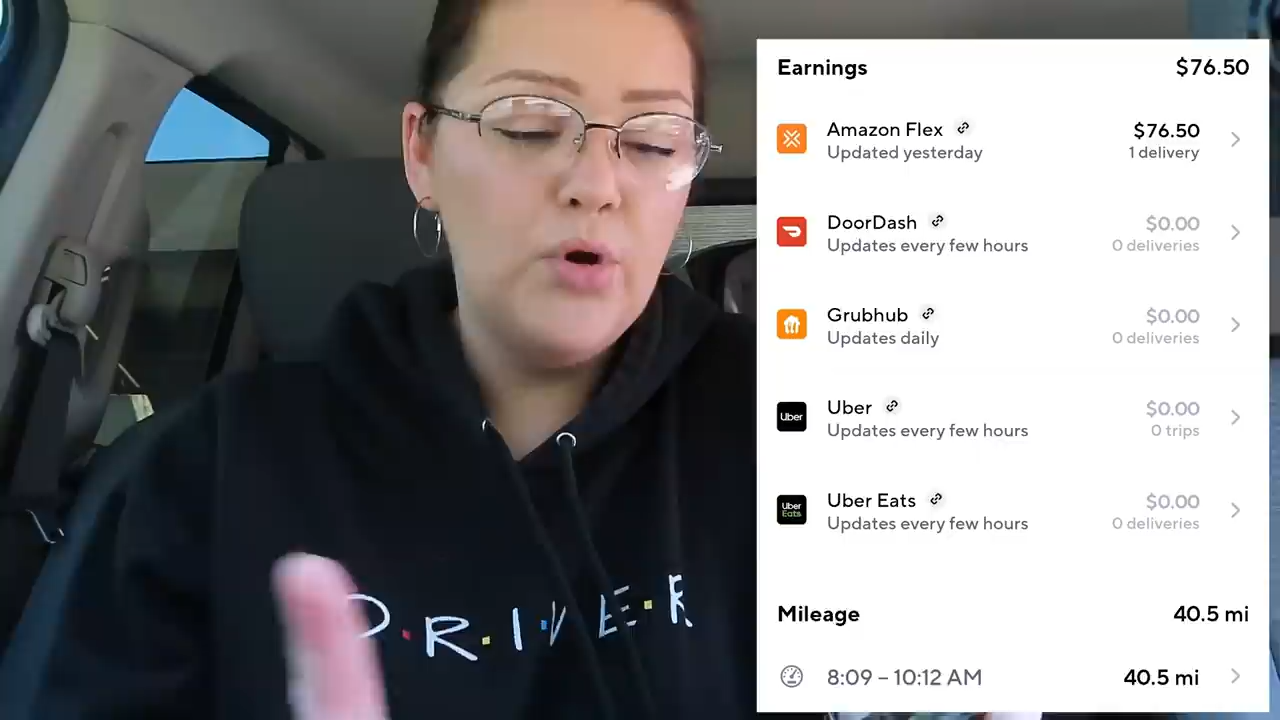 Earnings $76.50
Amazon Flex $76.50
Updated yesterday 1 delivery
DoorDash $0.00
Updates every few hours 0 deliveries
Grubhub $0.00
Updates daily 0 deliveries
Uber Uber $0.00
Updates every few hours 0 trips
Uber Eats Uber Eats $0.00
Updates every few hours 0 deliveries
Mileage 40.5 mi
8:09 – 10:12 AM 40.5 mi
D·R·I·V·E·R